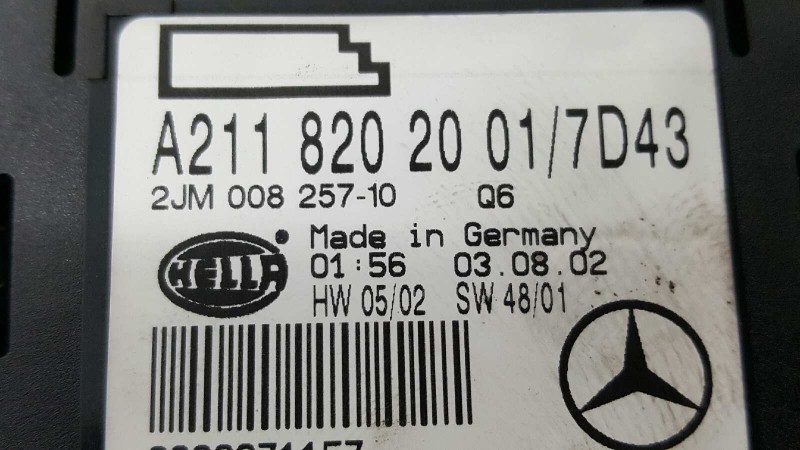 A211 820 20 01/7D43
2JM 008 257-10 Q6
HELLA
Made in Germany
01:56 03.08.02
HW 05/02 SW 48/01